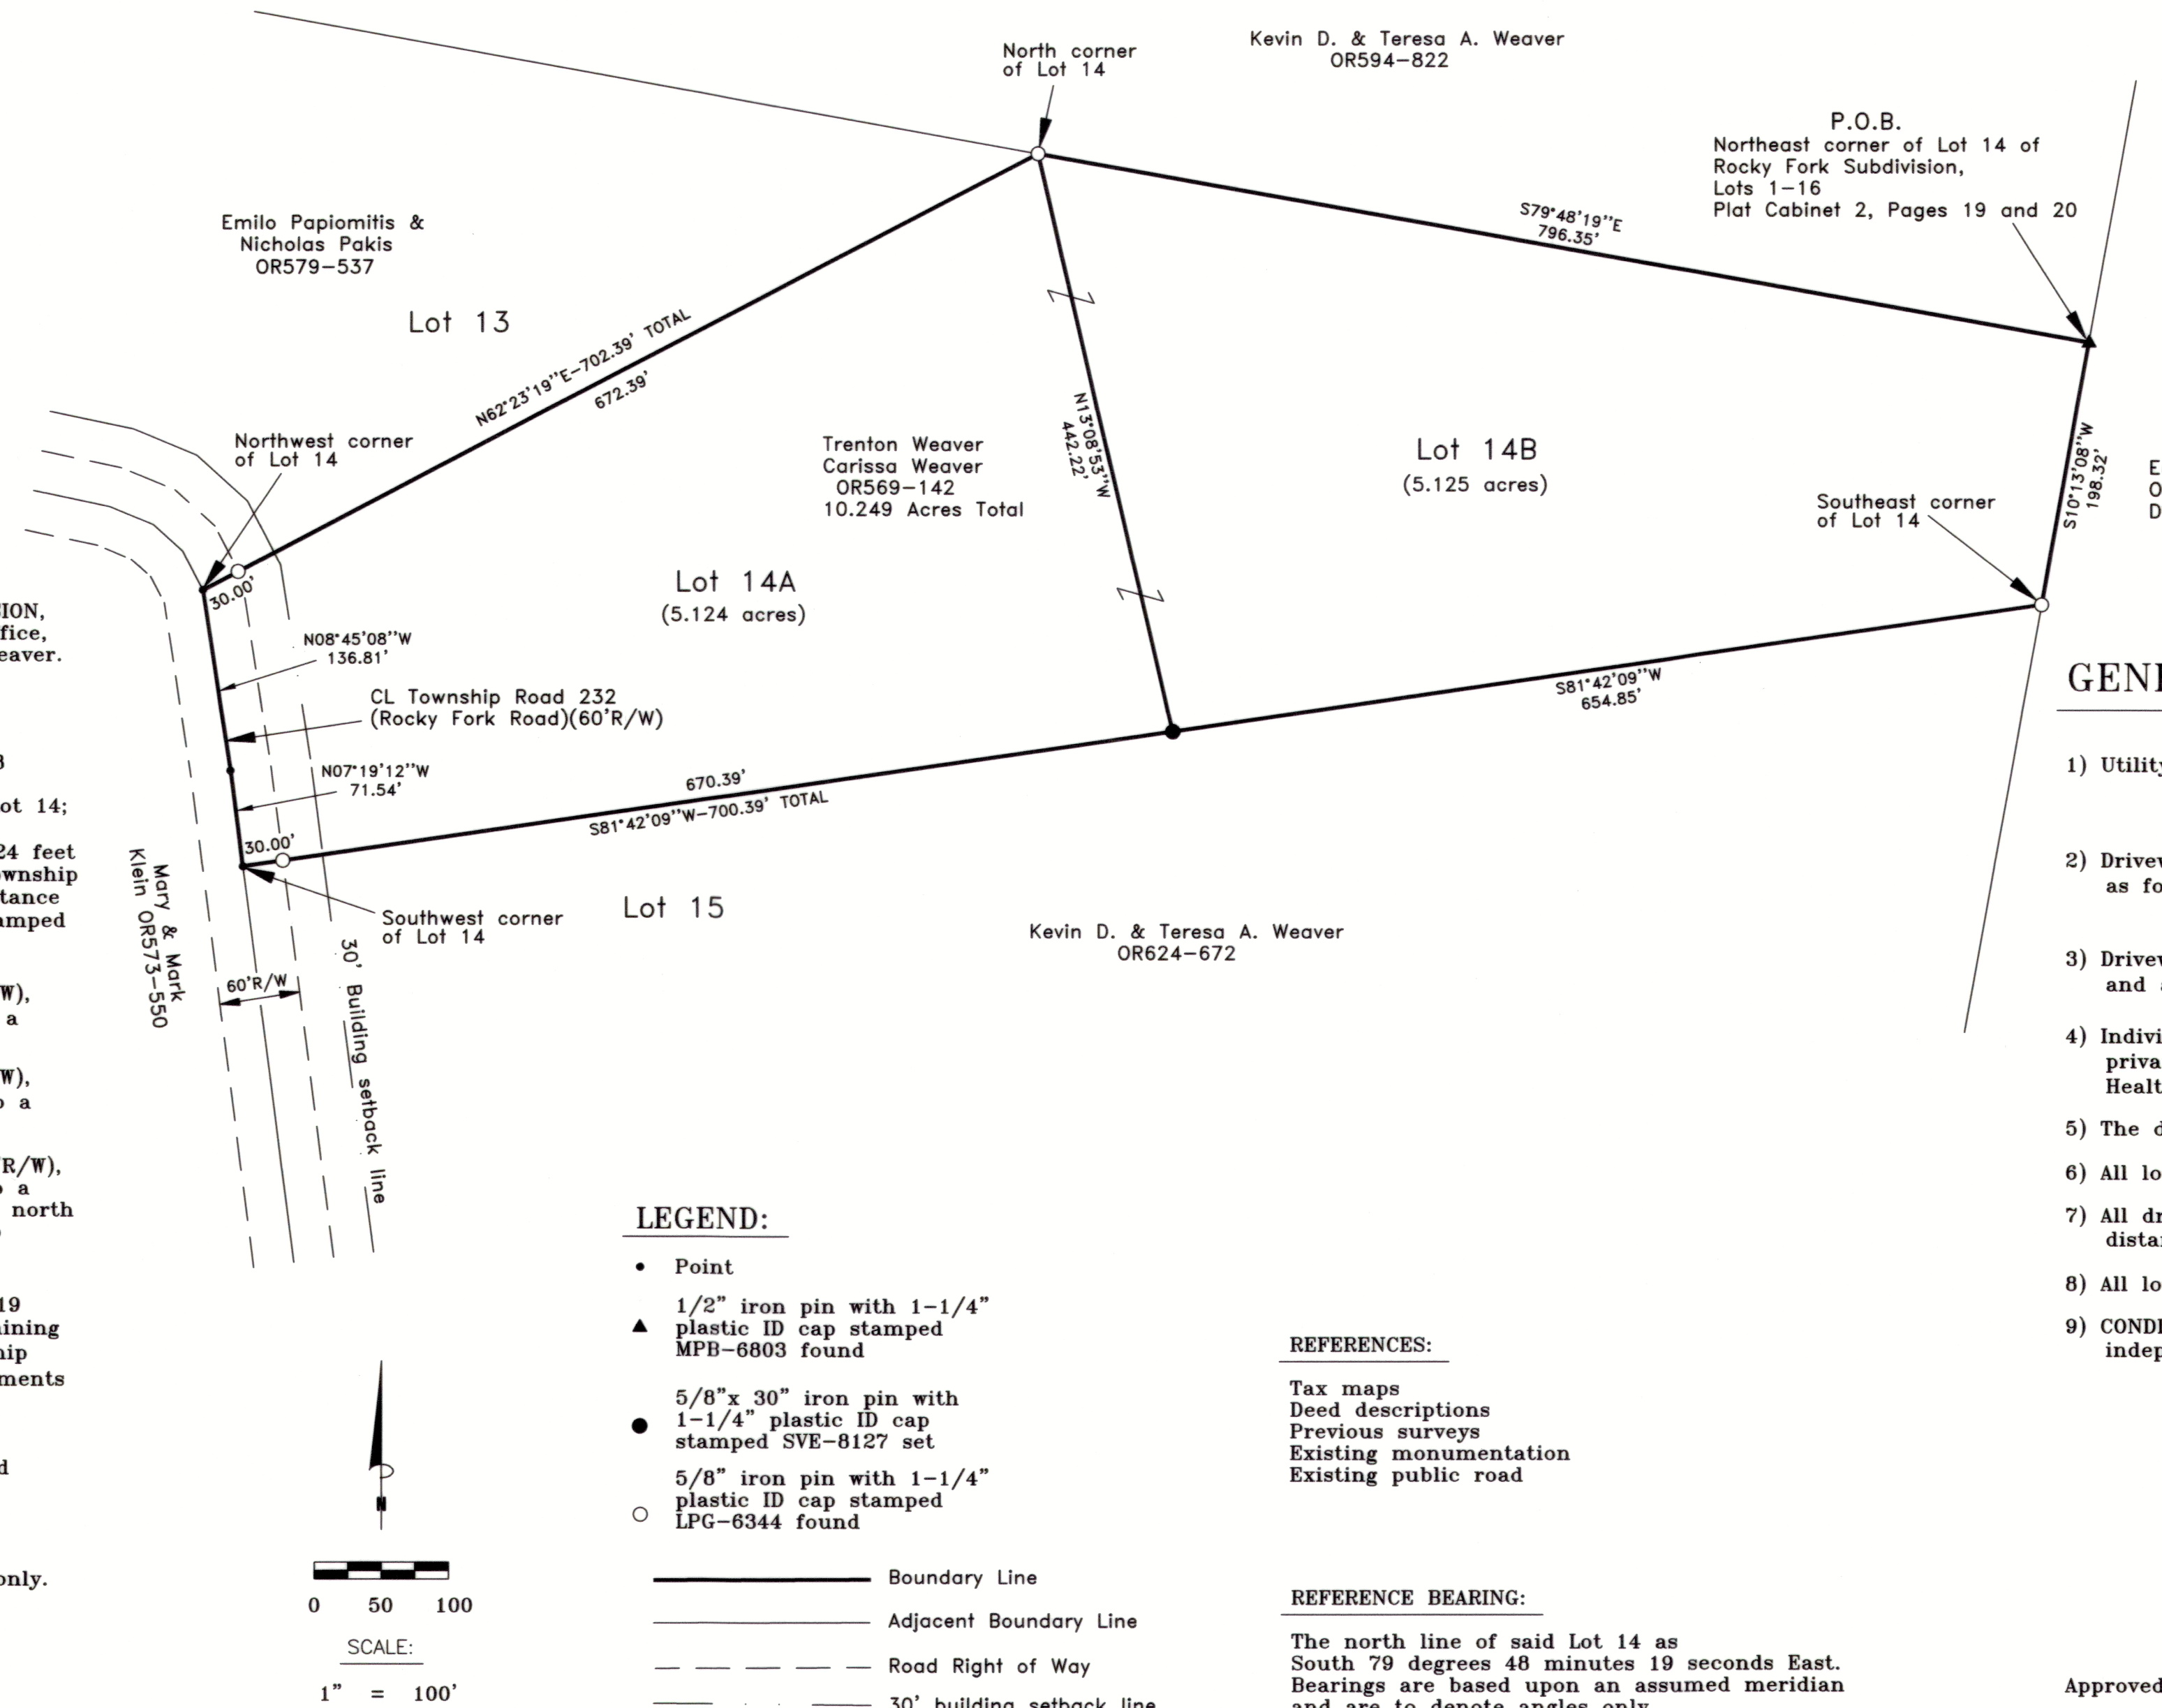 North corner
of Lot 14
Kevin D. & Teresa A. Weaver
OR594-822
P.O.B.
Northeast corner of Lot 14 of
Rocky Fork Subdivision,
Lots 1-16
Plat Cabinet 2, Pages 19 and 20
S79°48'19"E
796.35'
Emilo Papiomitis &
Nicholas Pakis
OR579-537
Lot 13
N62°23'19"E-702.39' TOTAL
672.39'
Northwest corner
of Lot 14
30.00'
Trenton Weaver
Carissa Weaver
OR569-142
10.249 Acres Total
N13°08'53"W
442.22'
Lot 14B
(5.125 acres)
S10°13'08"W
198.32'
Southeast corner
of Lot 14
E
O
D
Lot 14A
(5.124 acres)
N08°45'08"W
136.81'
CL Township Road 232
(Rocky Fork Road)(60'R/W)
N07°19'12"W
71.54'
30.00'
670.39'
S81°42'09"W-700.39' TOTAL
S81°42'09"W
654.85'
Southwest corner
of Lot 14
Lot 15
Kevin D. & Teresa A. Weaver
OR624-672
Mary & Mark
Klein OR573-550
60'R/W
30' Building setback line
ION,
fice,
eaver.
3
ot 14;
24 feet
ownship
tance
amped
W),
a
W),
o a
R/W),
o a
north
19
ining
hip
ments
d
only.
LEGEND:
Point
1/2" iron pin with 1-1/4"
plastic ID cap stamped
MPB-6803 found
5/8"x 30" iron pin with
1-1/4" plastic ID cap
stamped SVE-8127 set
5/8" iron pin with 1-1/4"
plastic ID cap stamped
LPG-6344 found
Boundary Line
Adjacent Boundary Line
Road Right of Way
30' building setback line
N
0 50 100
SCALE:
1" = 100'
REFERENCES:
Tax maps
Deed descriptions
Previous surveys
Existing monumentation
Existing public road
REFERENCE BEARING:
The north line of said Lot 14 as
South 79 degrees 48 minutes 19 seconds East.
Bearings are based upon an assumed meridian
and are to denote angles only.
GEN
1) Utility
2) Drivew
as fo
3) Drivew
and a
4) Indivi
priva
Healt
5) The d
6) All lo
7) All dr
dista
8) All lo
9) COND
indep
Approved